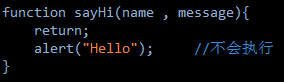 function sayHi(name , message){
    return;
    alert("Hello");      //不会执行
}